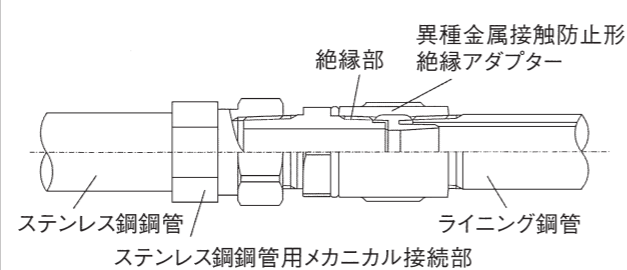 異種金属接触防止形
絶縁アダプター
絶縁部
ステンレス鋼鋼管
ライニング鋼管
ステンレス鋼鋼管用メカニカル接続部